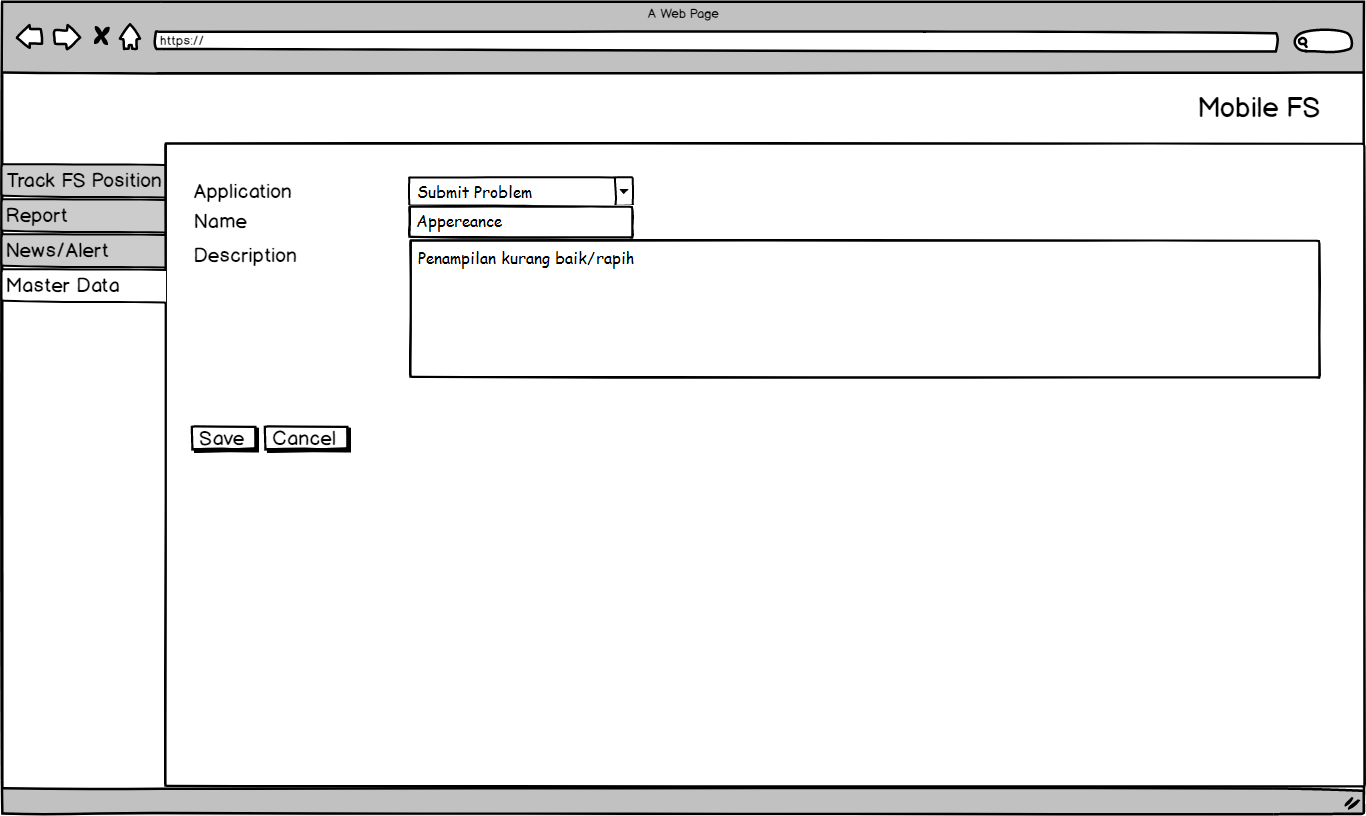 A Web Page
https://
Mobile FS
Track FS Position
Report
News/Alert
Master Data
Application
Submit Problem
Name
Appereance
Description
Penampilan kurang baik/rapih
Save
Cancel